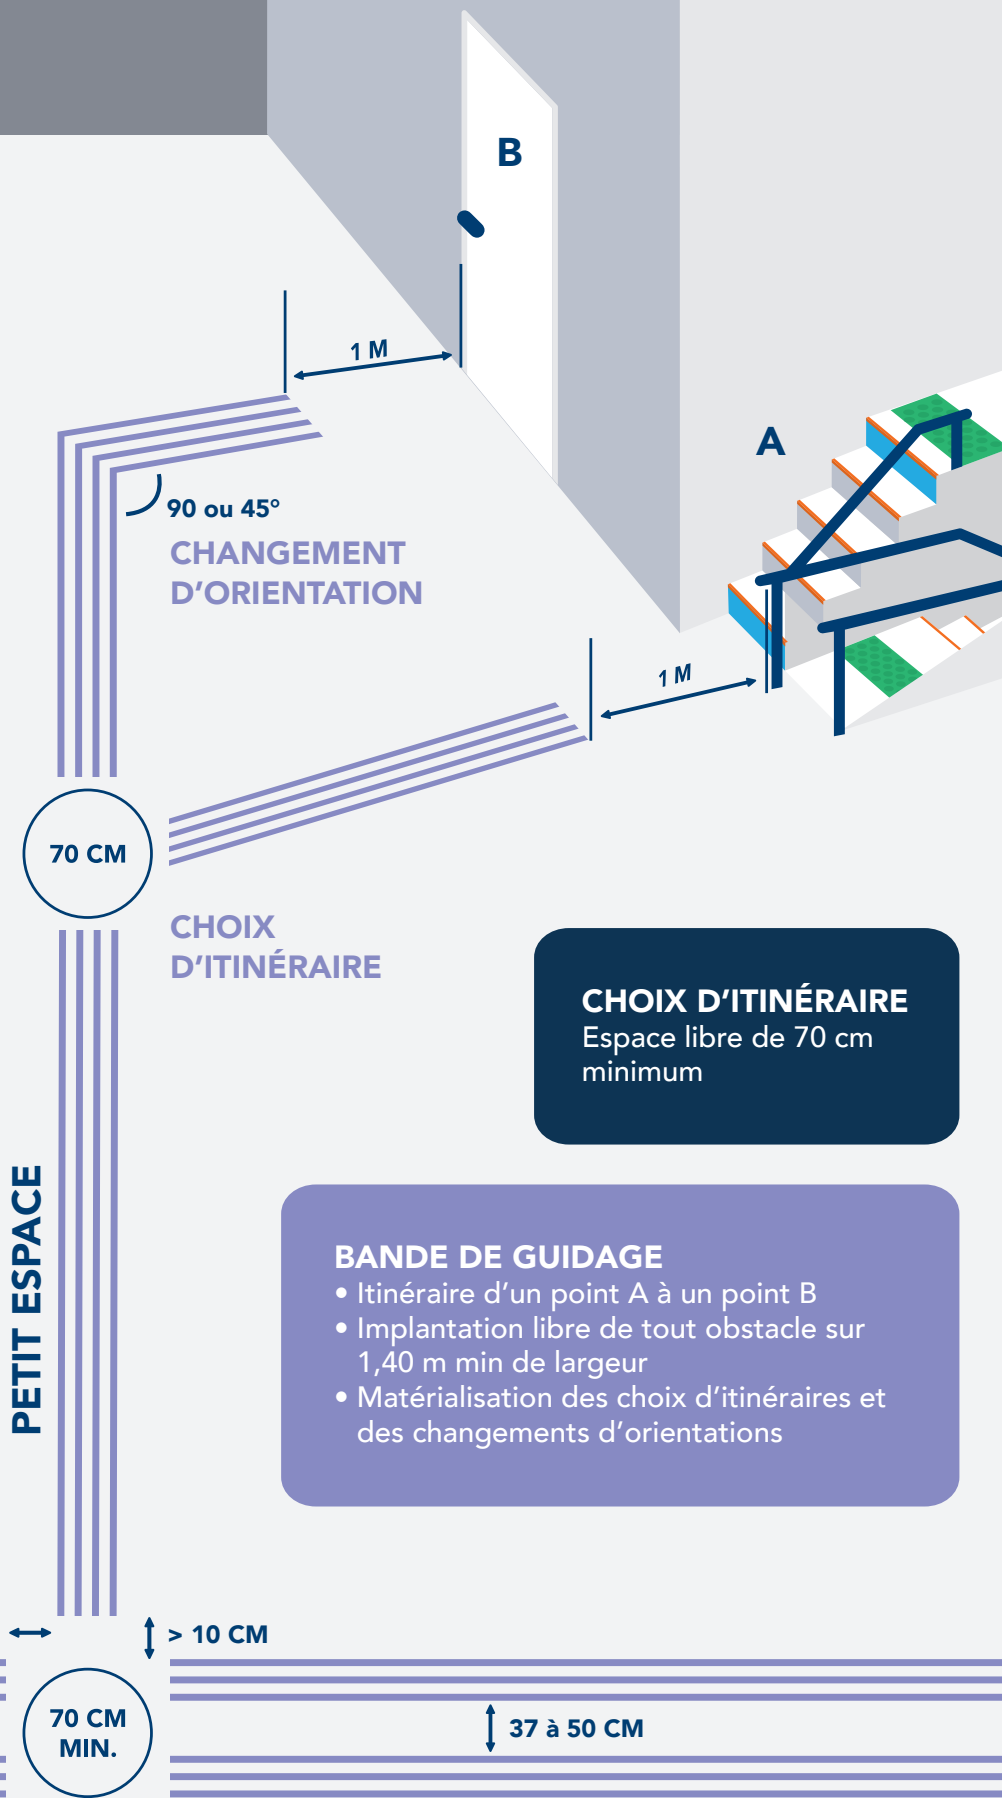 B
1 M
A
90 ou 45°
CHANGEMENT
D’ORIENTATION
1 M
70 CM
CHOIX
D’ITINÉRAIRE
CHOIX D’ITINÉRAIRE
Espace libre de 70 cm
minimum
PETIT ESPACE
BANDE DE GUIDAGE
• Itinéraire d’un point A à un point B
• Implantation libre de tout obstacle sur
1,40 m min de largeur
• Matérialisation des choix d’itinéraires et
des changements d’orientations
> 10 CM
70 CM
MIN.
37 à 50 CM